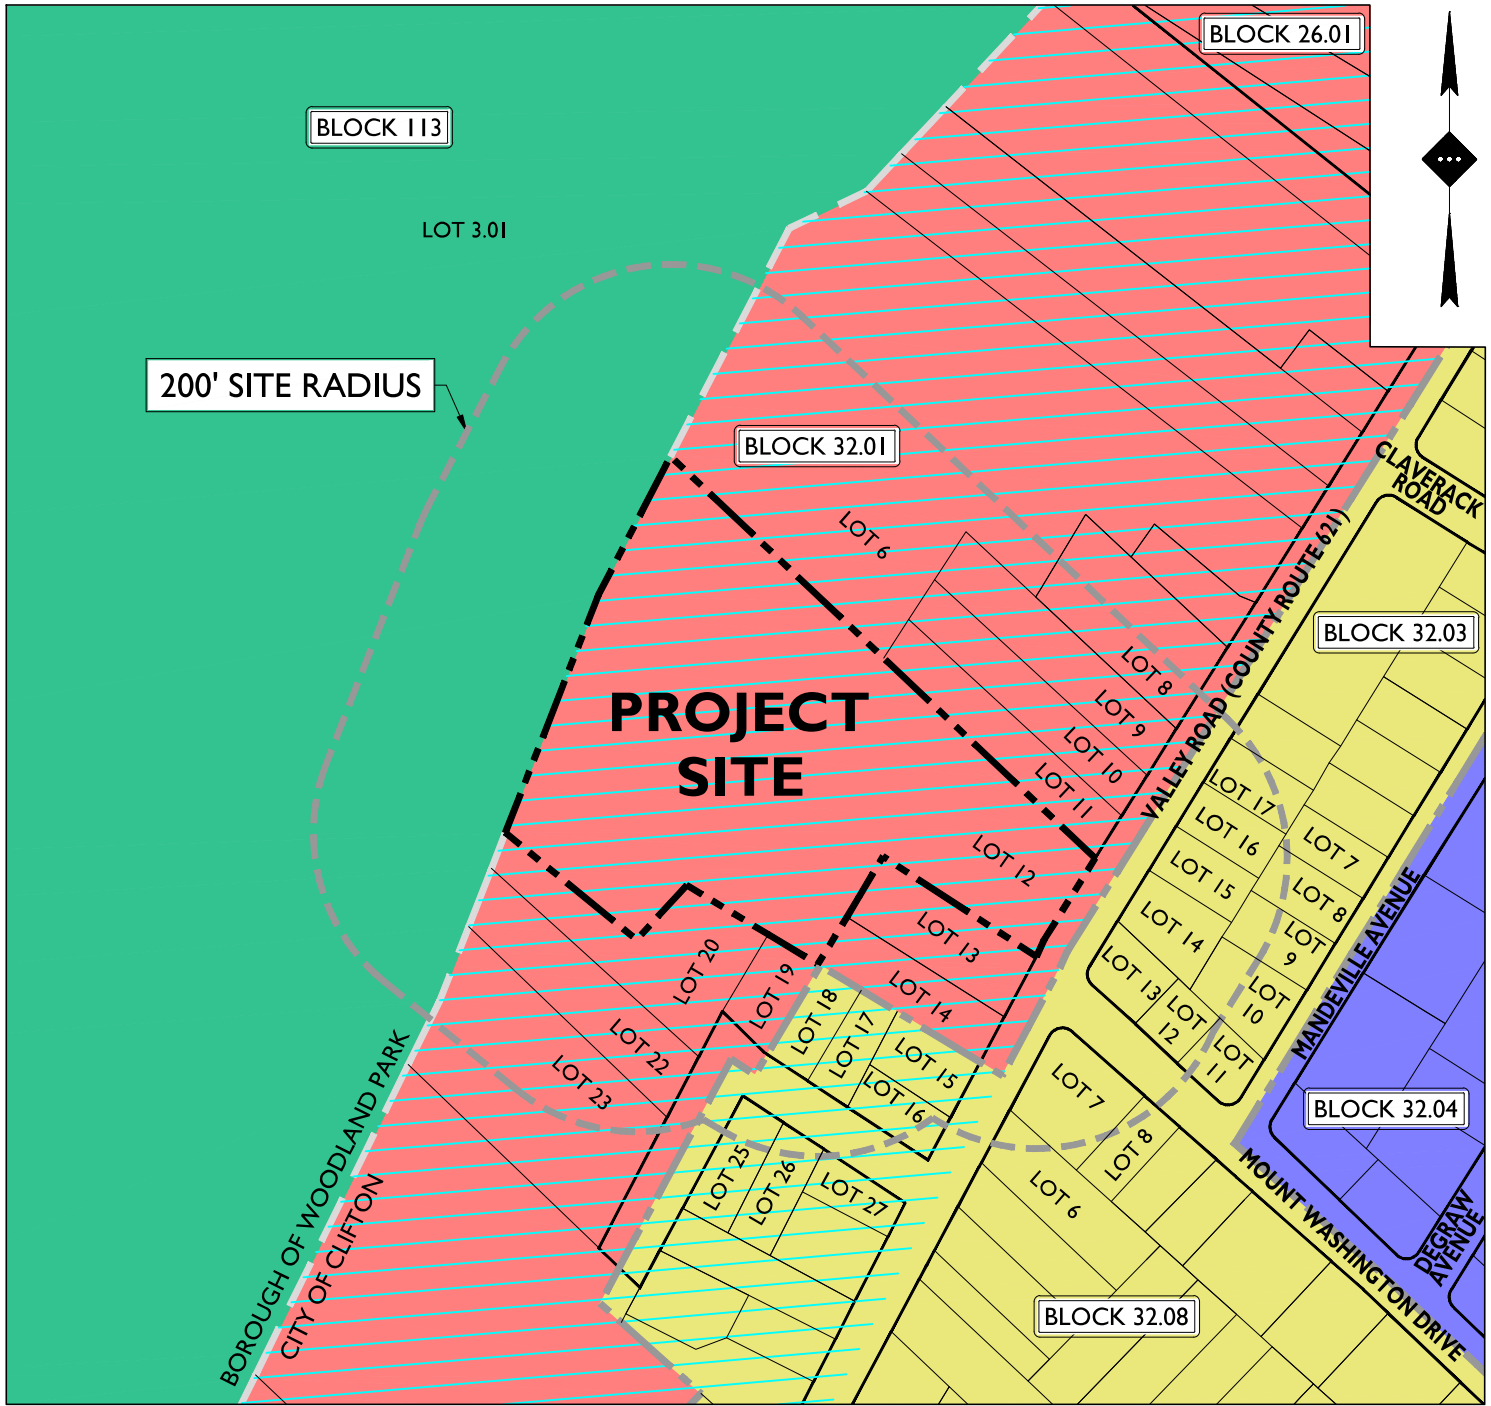 BLOCK 26.01
BLOCK 113
LOT 3.01
200' SITE RADIUS
BLOCK 32.01
CLAVERACK
ROAD
LOT 6
VALLEY ROAD (COUNTY ROUTE 621)
BLOCK 32.03
PROJECT
SITE
LOT 8
LOT 9
LOT 10
LOT 11
LOT 12
LOT 13
LOT 14
LOT 17
LOT 16
LOT 15
LOT 14
LOT 13
LOT
12
LOT
11
LOT 7
LOT 8
LOT
9
LOT
10
MANDEVILLE AVENUE
LOT 20
LOT 19
LOT 18
LOT 17
LOT 15
LOT 16
LOT 22
LOT 23
LOT 7
LOT 8
LOT 6
BLOCK 32.04
LOT 25
LOT 26
LOT 27
BOROUGH OF WOODLAND PARK
CITY OF CLIFTON
MOUNT WASHINGTON DRIVE
DEGRAW
AVENUE
BLOCK 32.08